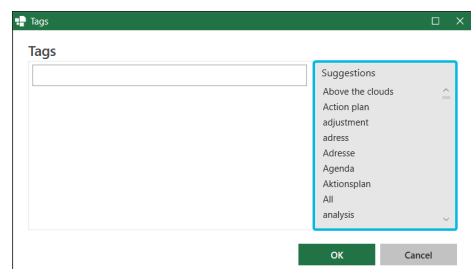 Tags
Tags
Suggestions
Above the clouds
Action plan
adjustment
adress
Adresse
Agenda
Aktionsplan
All
analysis
OK
Cancel